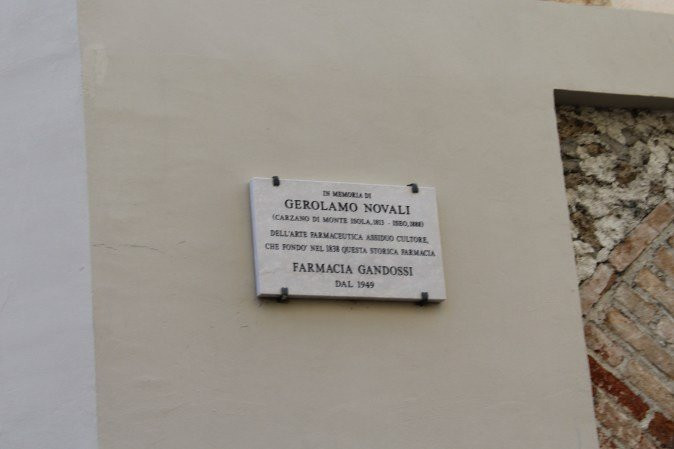 IN MEMORIA DI
GEROLAMO NOVALI
(CARZANO DI MONTE ISOLA, 1813 - ISEO, 1888)
DELL'ARTE FARMACEUTICA ASSIDUO CULTORE,
CHE FONDO' NEL 1838 QUESTA STORICA FARMACIA
FARMACIA GANDOSSI
DAL 1949